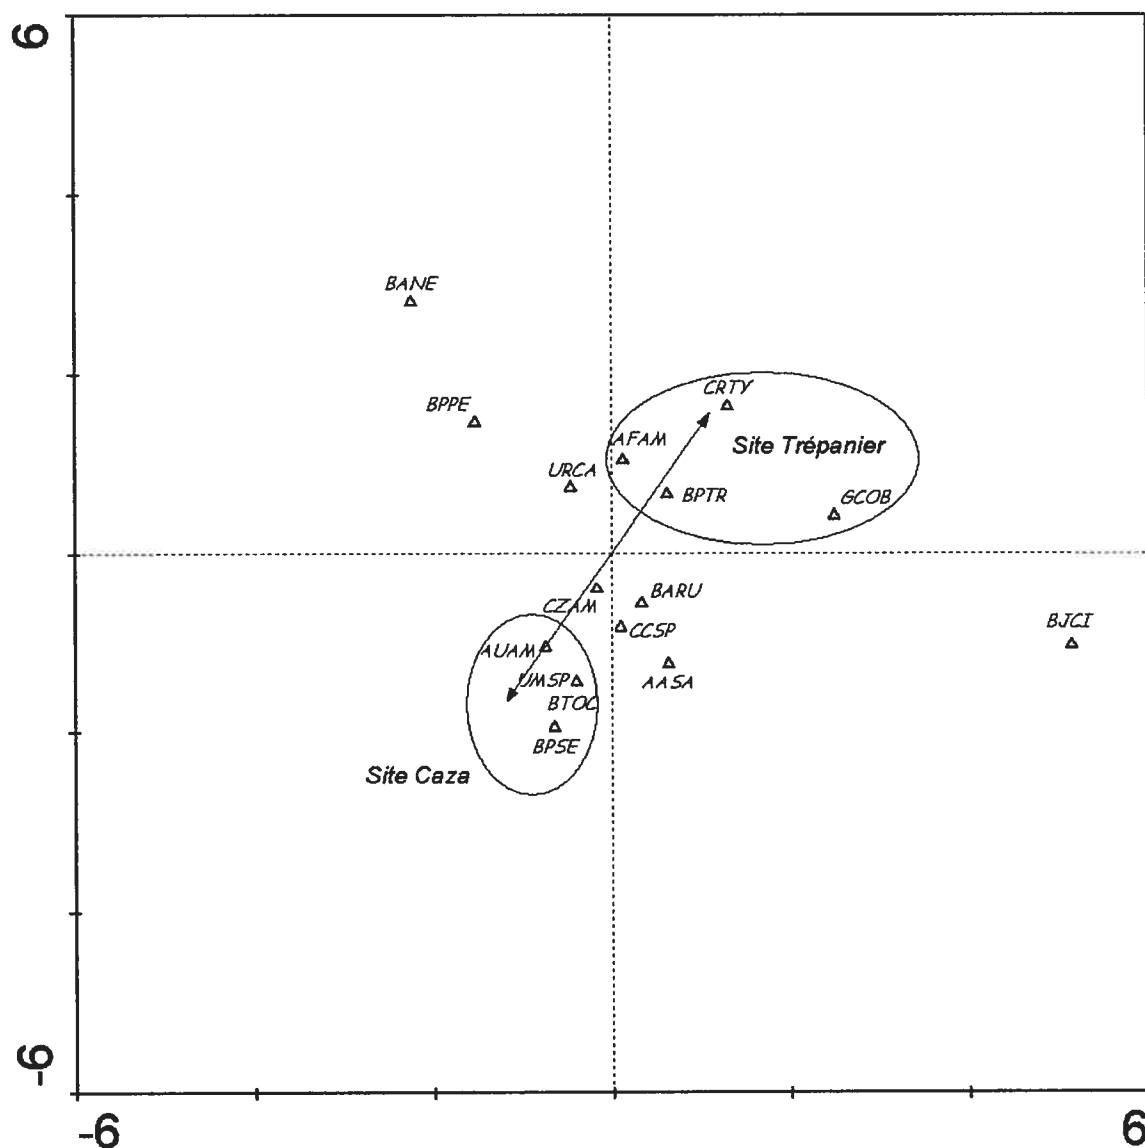 6
BANE
CRTY
BPPE
AFAM
Site Trépanier
URCA
BPTR
GCOB
BARU
CZAM
BJCI
CCSP
AUAM
UMSP
AASA
BTOC
BPSE
Site Caza
-6
-6
6